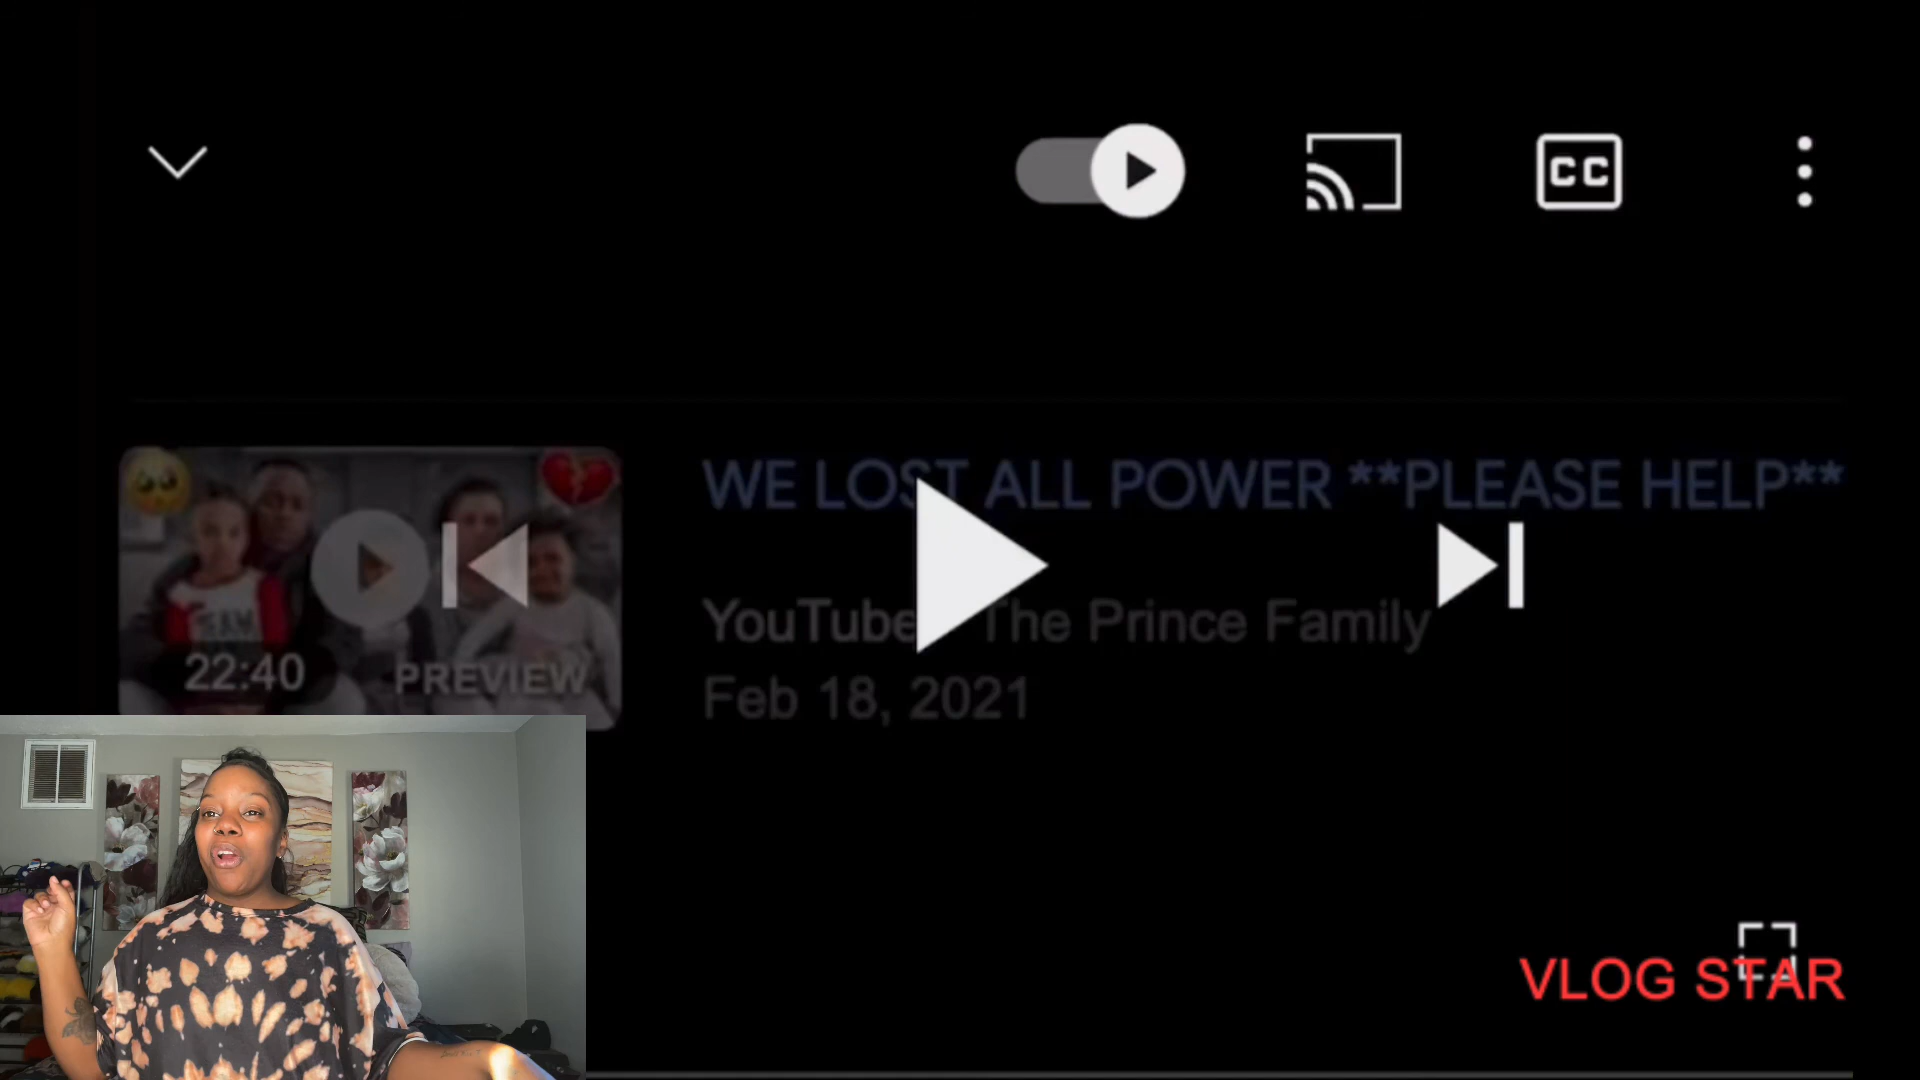 CC
WE LOST ALL POWER **PLEASE HELP**
TEAM
22:40
PREVIEW
YouTube The Prince Family
Feb 18, 2021
VLOG STAR